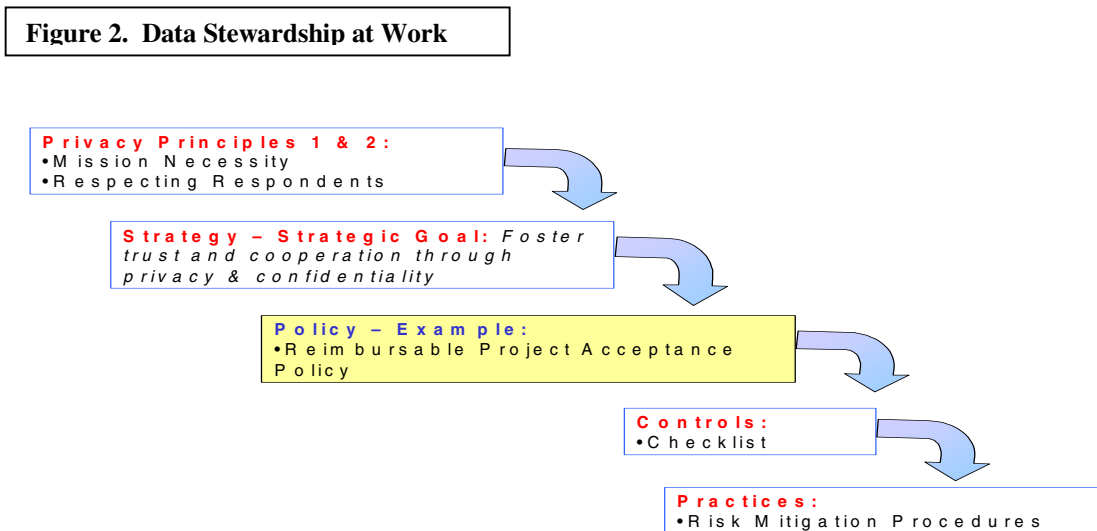 Figure 2.  Data Stewardship at Work
Privacy Principles 1 & 2:
•Mission Necessity
•Respecting Respondents
Strategy – Strategic Goal: Foster
trust and cooperation through
privacy & confidentiality
Policy – Example:
•Reimbursable Project Acceptance
Policy
Controls:
•Checklist
Practices:
•Risk Mitigation Procedures